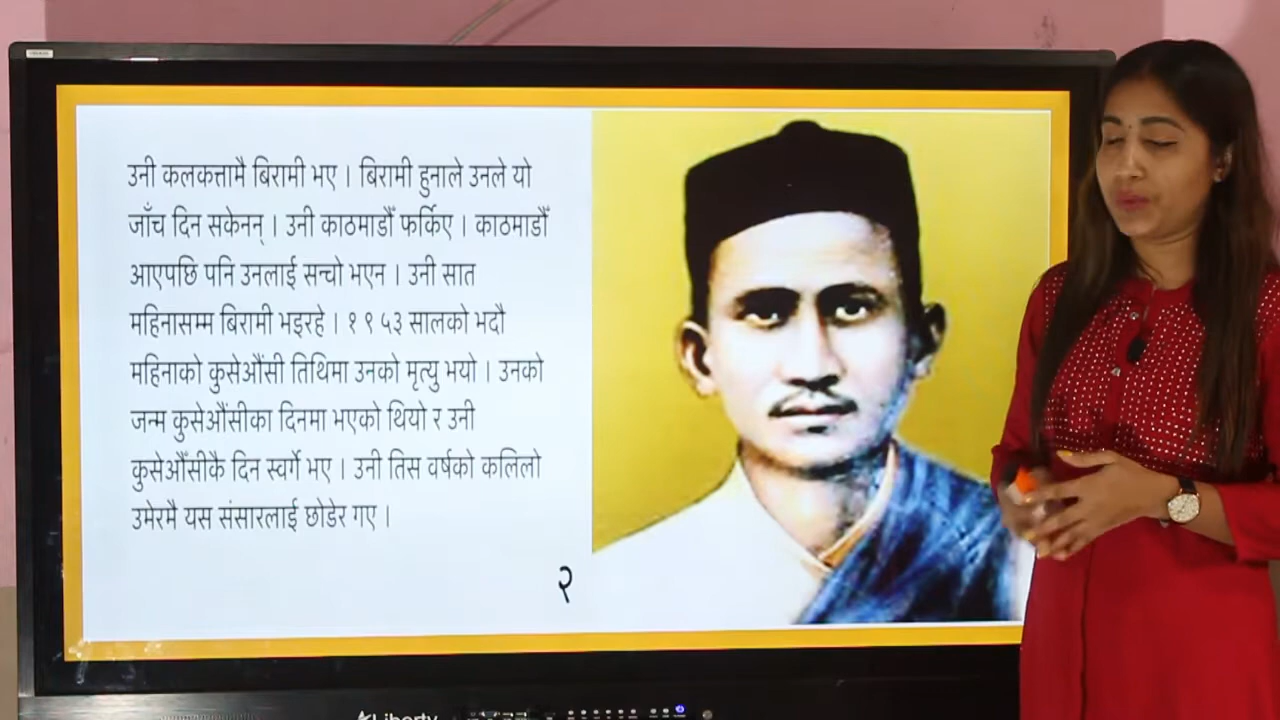 उनी कलकत्तामै बिरामी भए । बिरामी हुनाले उनले यो
जाँच दिन सकेनन् । उनी काठमाडौँ फर्किए । काठमाडौँ
आएपछि पनि उनलाई सन्चो भएन । उनी सात
महिनासम्म बिरामी भइरहे । १९५३ सालको भदौ
महिनाको कुसेऔंसी तिथिमा उनको मृत्यु भयो । उनको
जन्म कुसेऔंसीका दिनमा भएको थियो र उनी
कुसेऔँसीकै दिन स्वर्गे भए । उनी तिस वर्षको कलिलो
उमेरमै यस संसारलाई छोडेर गए ।
२
Liberty